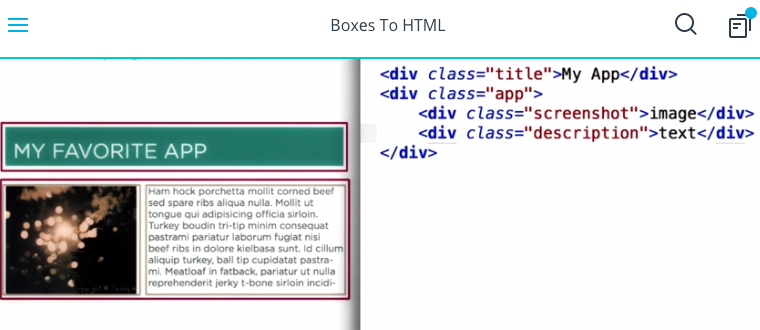 Boxes To HTML
MY FAVORITE APP
Ham hock porchetta mollit corned beef
sed spare ribs aliqua nulla. Mollit ut
tongue qui adipisicing officia sirloin.
Turkey boudin tri-tip minim consequat
pastrami pariatur laborum fugiat nisi
beef ribs in dolore kielbasa sunt. Id cillum
aliquip turkey, ball tip cupidatat pastra-
mi. Meatloaf in fatback, pariatur ut nulla
reprehenderit jerky t-bone sirloin incidi-
<div class="title">My App</div>
<div class="app">
<div class="screenshot">image</div>
<div class="description">text</div>
</div>